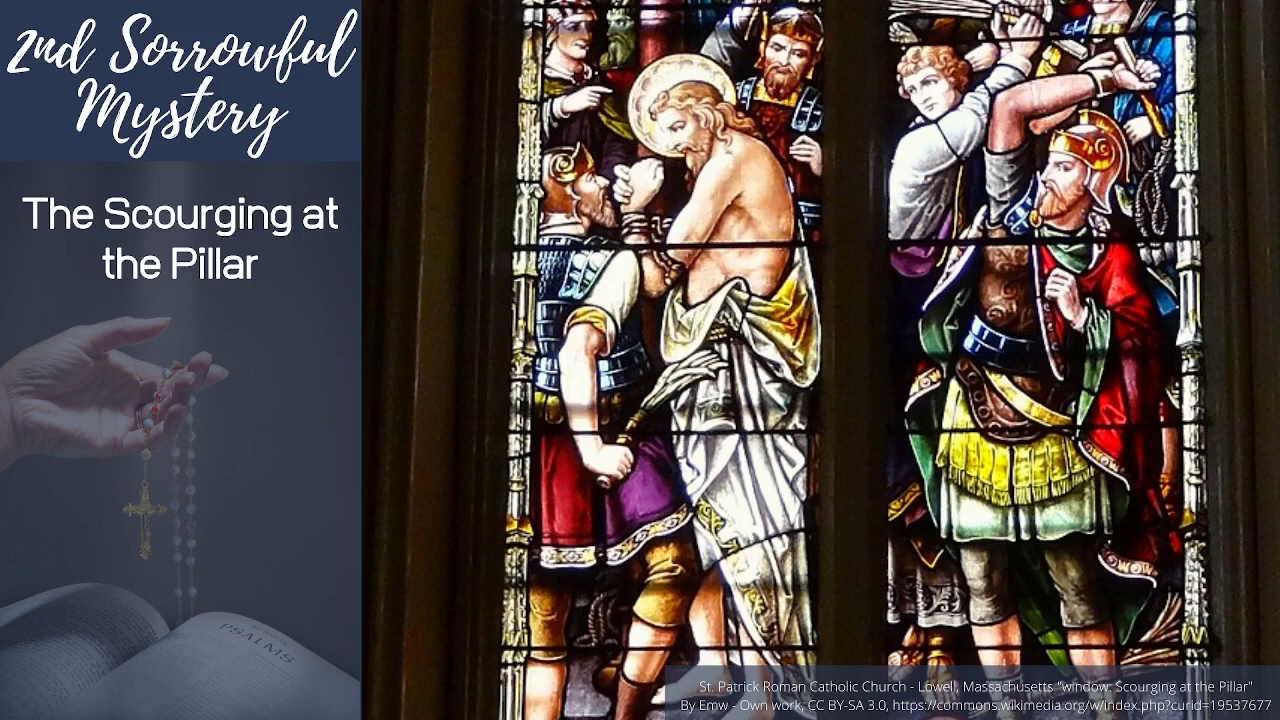 2nd Sorrowful
Mystery
The Scourging at
the Pillar
PSALMS
St. Patrick Roman Catholic Church - Lowell, Massachusetts "window: Scourging at the Pillar"
By Emw - Own work, CC BY-SA 3.0, https://commons.wikimedia.org/w/index.php?curid=19537677